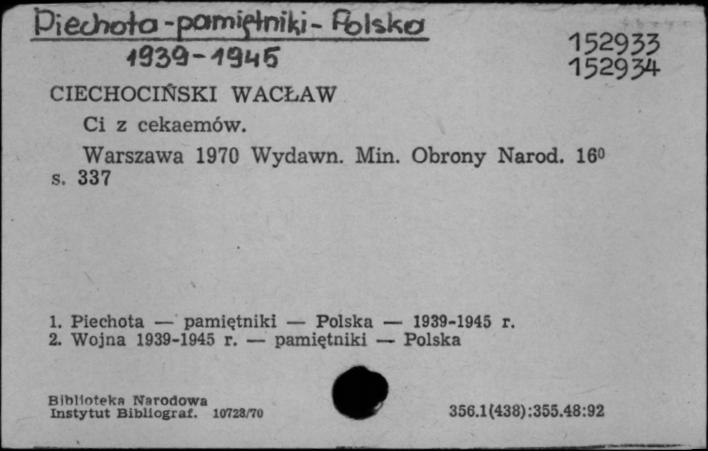 Piechota - pamiętniki - Polska
1939-1945
152933
152934
CIECHOCIŃSKI WACŁAW
Ci z cekaemów.
Warszawa 1970 Wydawn. Min. Obrony Narod. 16⁰
s. 337
1. Piechota — pamiętniki — Polska — 1939-1945 r.
2. Wojna 1939-1945 r. — pamiętniki — Polska
Biblioteka Narodowa
Instytut Bibliograf. 10728/70
356.1(438):355.48:92